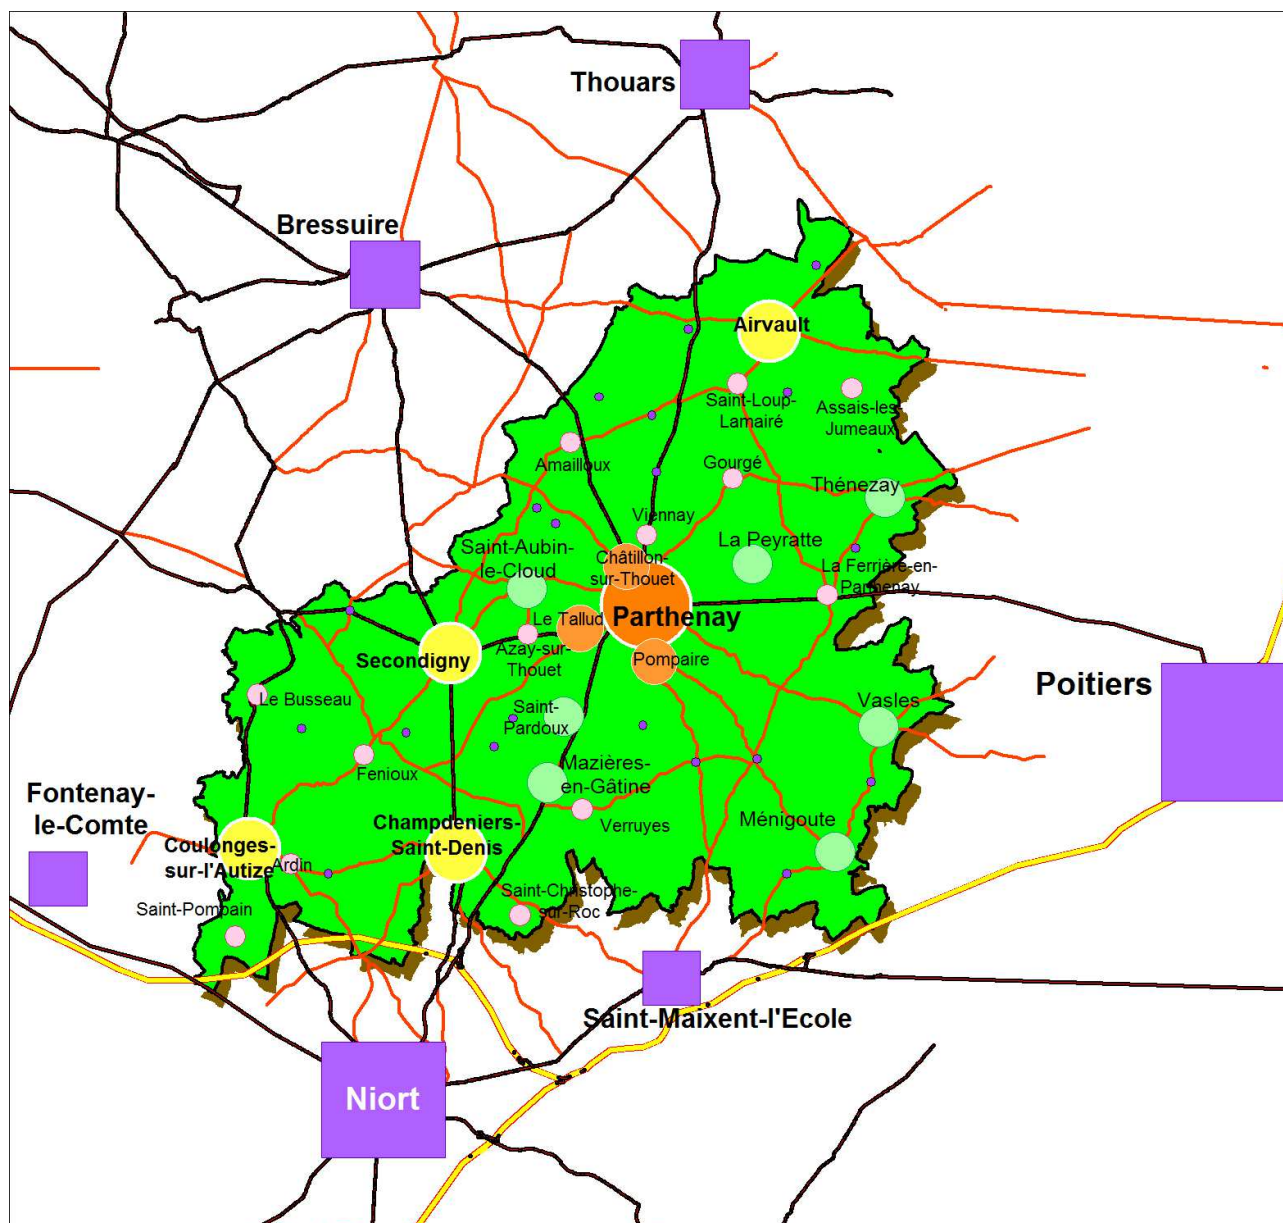 Thouars
Bressuire
Airvault
Saint-Loup-
Lamairé
Assais-les-
Jumeaux
Amailloux
Gourgé
Thénezay
Viennay
Saint-Aubin-
le-Cloud
Châtillon-
sur-Thouet
La Peyratte
La Ferrière-en-
Parthenay
Le Tallud
Parthenay
Secondigny
Azay-sur-
Thouet
Pompaire
Poitiers
Le Busseau
Saint-
Pardoux
Vasles
Fenioux
Mazières-
en-Gâtine
Fontenay-
le-Comte
Coulonges-
sur-l'Autize
Ardin
Champdeniers-
Saint-Denis
Verruyes
Ménigoute
Saint-Pompain
Saint-Christophe-
sur-Roc
Saint-Maixent-l'Ecole
Niort